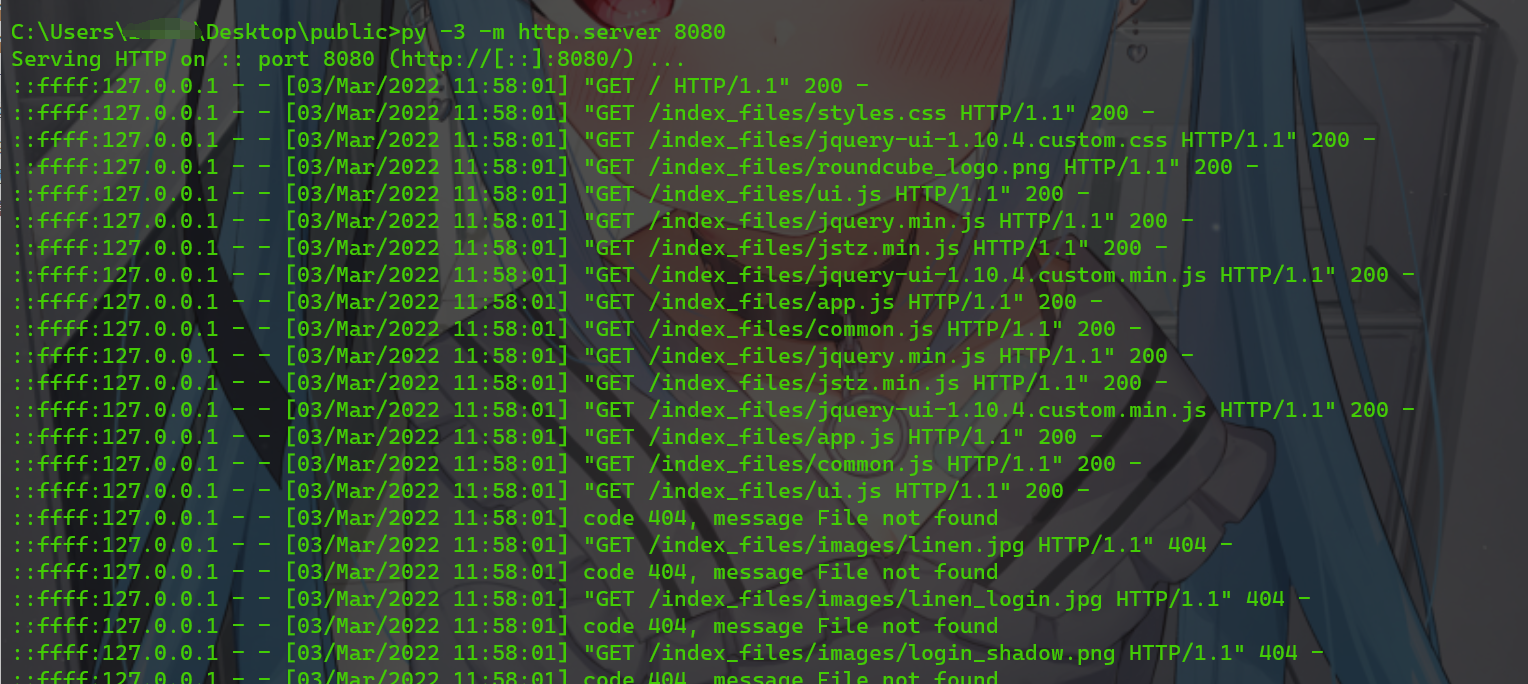 C:\Users\ \Desktop\public>py -3 -m http.server 8080
Serving HTTP on :: port 8080 (http://[::]:8080/) ...
::ffff:127.0.0.1 - - [03/Mar/2022 11:58:01] "GET / HTTP/1.1" 200 -
::ffff:127.0.0.1 - - [03/Mar/2022 11:58:01] "GET /index_files/styles.css HTTP/1.1" 200 -
::ffff:127.0.0.1 - - [03/Mar/2022 11:58:01] "GET /index_files/jquery-ui-1.10.4.custom.css HTTP/1.1" 200 -
::ffff:127.0.0.1 - - [03/Mar/2022 11:58:01] "GET /index_files/roundcube_logo.png HTTP/1.1" 200 -
::ffff:127.0.0.1 - - [03/Mar/2022 11:58:01] "GET /index_files/ui.js HTTP/1.1" 200 -
::ffff:127.0.0.1 - - [03/Mar/2022 11:58:01] "GET /index_files/jquery.min.js HTTP/1.1" 200 -
::ffff:127.0.0.1 - - [03/Mar/2022 11:58:01] "GET /index_files/jstz.min.js HTTP/1.1" 200 -
::ffff:127.0.0.1 - - [03/Mar/2022 11:58:01] "GET /index_files/jquery-ui-1.10.4.custom.min.js HTTP/1.1" 200 -
::ffff:127.0.0.1 - - [03/Mar/2022 11:58:01] "GET /index_files/app.js HTTP/1.1" 200 -
::ffff:127.0.0.1 - - [03/Mar/2022 11:58:01] "GET /index_files/common.js HTTP/1.1" 200 -
::ffff:127.0.0.1 - - [03/Mar/2022 11:58:01] "GET /index_files/jquery.min.js HTTP/1.1" 200 -
::ffff:127.0.0.1 - - [03/Mar/2022 11:58:01] "GET /index_files/jstz.min.js HTTP/1.1" 200 -
::ffff:127.0.0.1 - - [03/Mar/2022 11:58:01] "GET /index_files/jquery-ui-1.10.4.custom.min.js HTTP/1.1" 200 -
::ffff:127.0.0.1 - - [03/Mar/2022 11:58:01] "GET /index_files/app.js HTTP/1.1" 200 -
::ffff:127.0.0.1 - - [03/Mar/2022 11:58:01] "GET /index_files/common.js HTTP/1.1" 200 -
::ffff:127.0.0.1 - - [03/Mar/2022 11:58:01] "GET /index_files/ui.js HTTP/1.1" 200 -
::ffff:127.0.0.1 - - [03/Mar/2022 11:58:01] code 404, message File not found
::ffff:127.0.0.1 - - [03/Mar/2022 11:58:01] "GET /index_files/images/linen.jpg HTTP/1.1" 404 -
::ffff:127.0.0.1 - - [03/Mar/2022 11:58:01] code 404, message File not found
::ffff:127.0.0.1 - - [03/Mar/2022 11:58:01] "GET /index_files/images/linen_login.jpg HTTP/1.1" 404 -
::ffff:127.0.0.1 - - [03/Mar/2022 11:58:01] code 404, message File not found
::ffff:127.0.0.1 - - [03/Mar/2022 11:58:01] "GET /index_files/images/login_shadow.png HTTP/1.1" 404 -
::ffff:127.0.0.1 - - [03/Mar/2022 11:58:01] code 404, message File not found